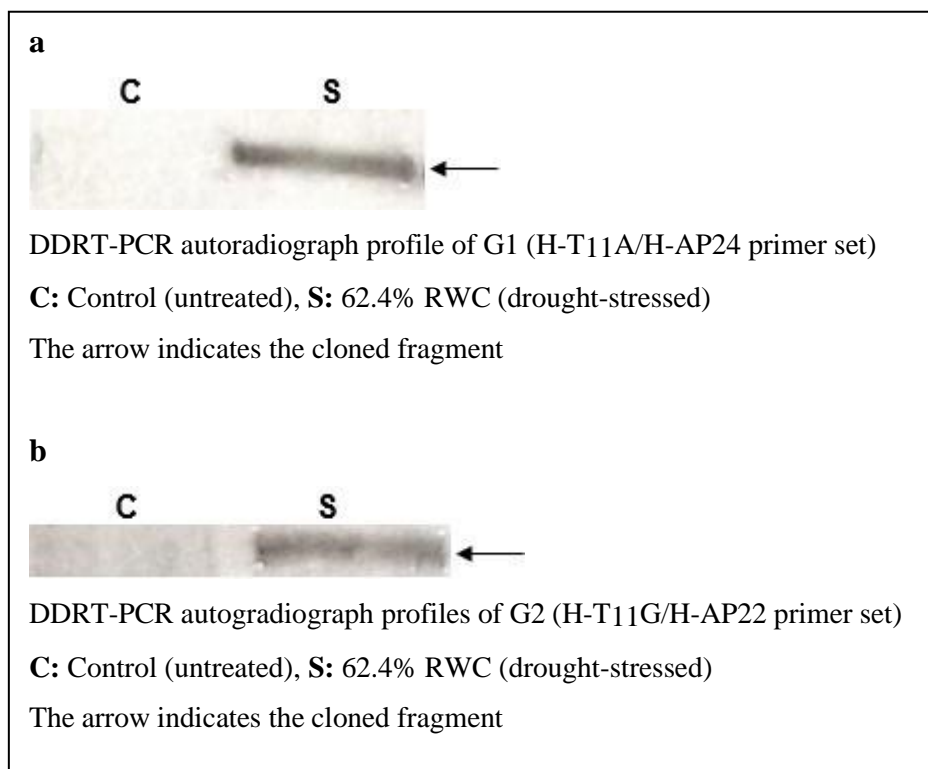 a
C S
DDRT-PCR autoradiograph profile of G1 (H-T11A/H-AP24 primer set)
C: Control (untreated), S: 62.4% RWC (drought-stressed)
The arrow indicates the cloned fragment
b
C S
DDRT-PCR autogradiograph profiles of G2 (H-T11G/H-AP22 primer set)
C: Control (untreated), S: 62.4% RWC (drought-stressed)
The arrow indicates the cloned fragment